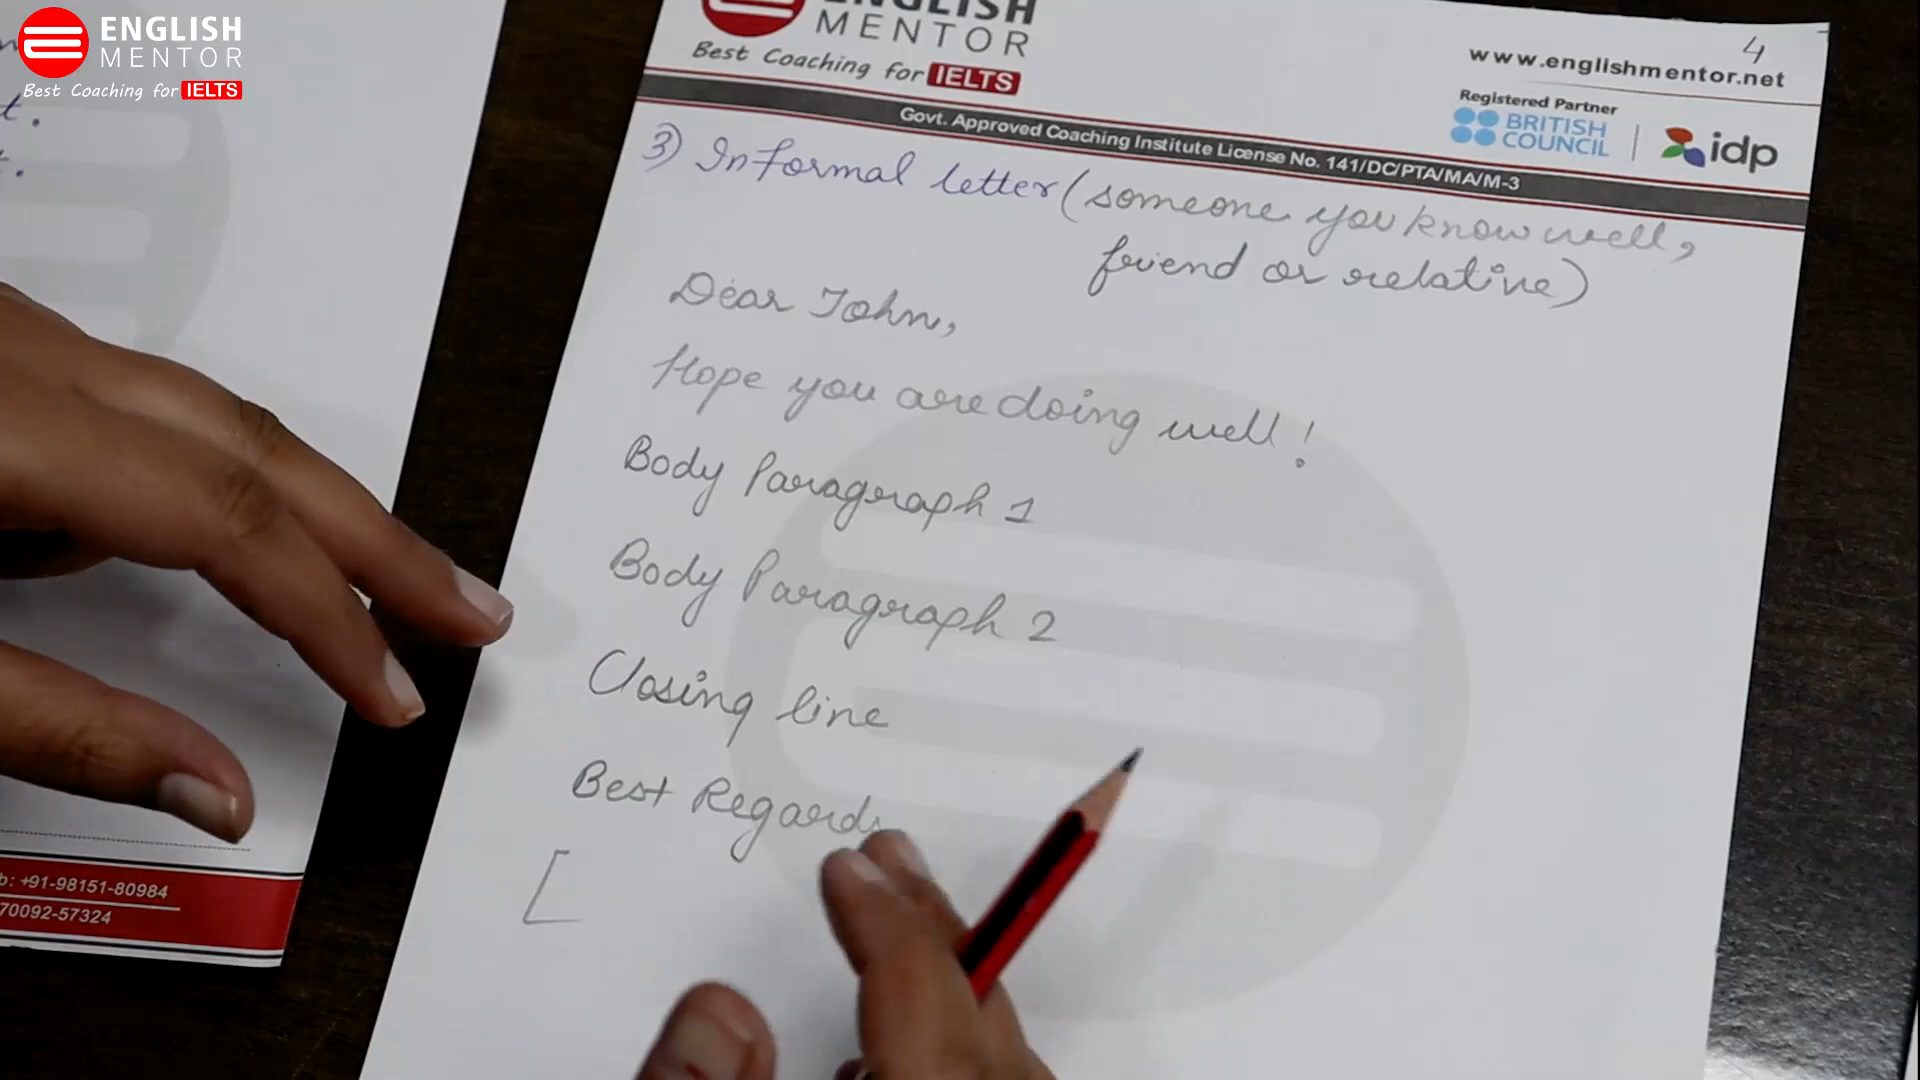 ENGLISH
MENTOR
Best Coaching for IELTS
t.
t.
b: +91-98151-80984
70092-57324
ENGLISH
MENTOR
Best Coaching for IELTS
4
www.englishmentor.net
Registered Partner
BRITISH
COUNCIL
idp
Govt. Approved Coaching Institute License No. 141/DC/PTA/MA/M-3
3) Informal letter (someone you know well,
friend or relative)
Dear John,
Hope you are doing well!
Body Paragraph 1
Body Paragraph 2
Closing line
Best Regards
[